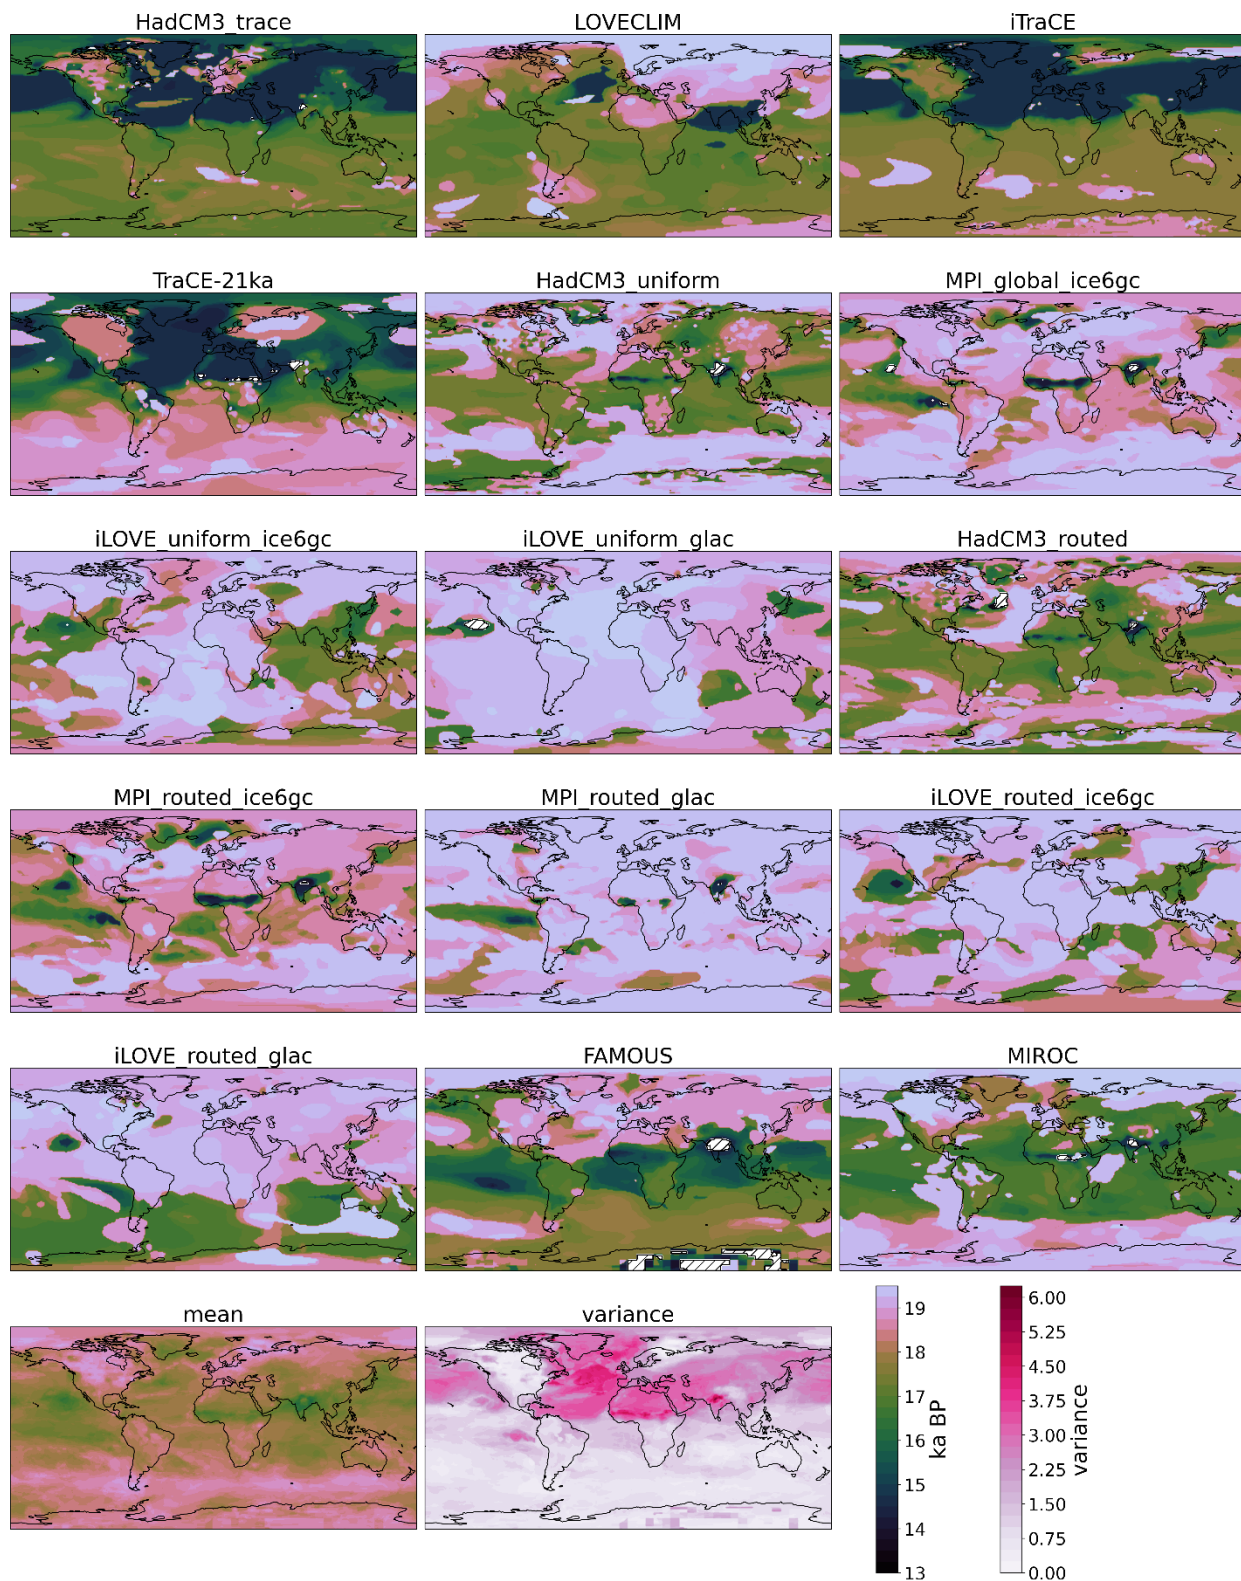 HadCM3_trace
LOVECLIM
iTraCE
TraCE-21ka
HadCM3_uniform
MPI_global_ice6gc
iLOVE_uniform_ice6gc
iLOVE_uniform_glac
HadCM3_routed
MPI_routed_ice6gc
MPI_routed_glac
iLOVE_routed_ice6gc
iLOVE_routed_glac
FAMOUS
MIROC
mean
variance
19
18
17
16
15
14
13
ka BP
6.00
5.25
4.50
3.75
3.00
2.25
1.50
0.75
0.00
variance